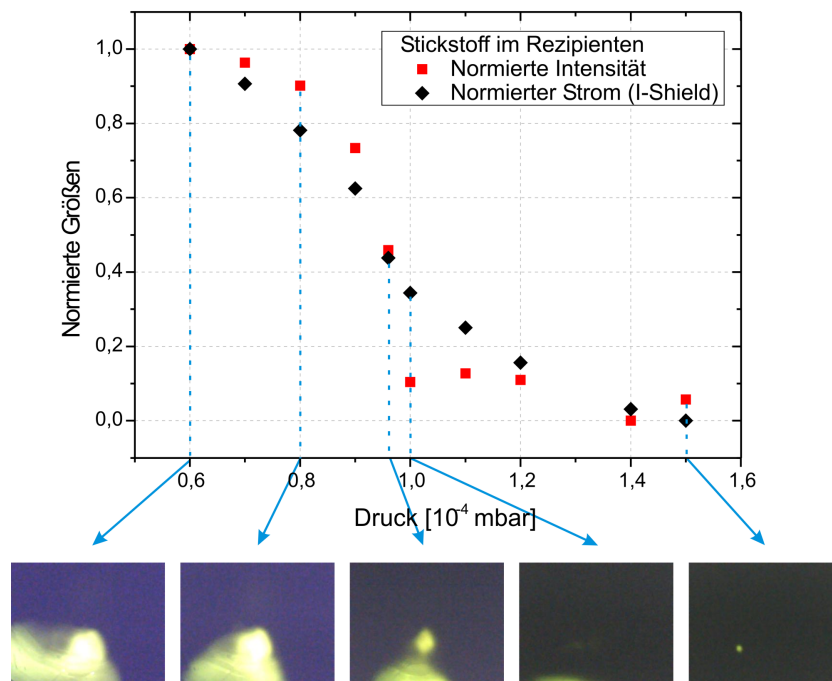 Stickstoff im Rezipienten
Normierte Intensität
Normierter Strom (I-Shield)
Normierte Größen
1,0
0,8
0,6
0,4
0,2
0,0
0,6
0,8
1,0
1,2
1,4
1,6
Druck [10⁻⁴ mbar]